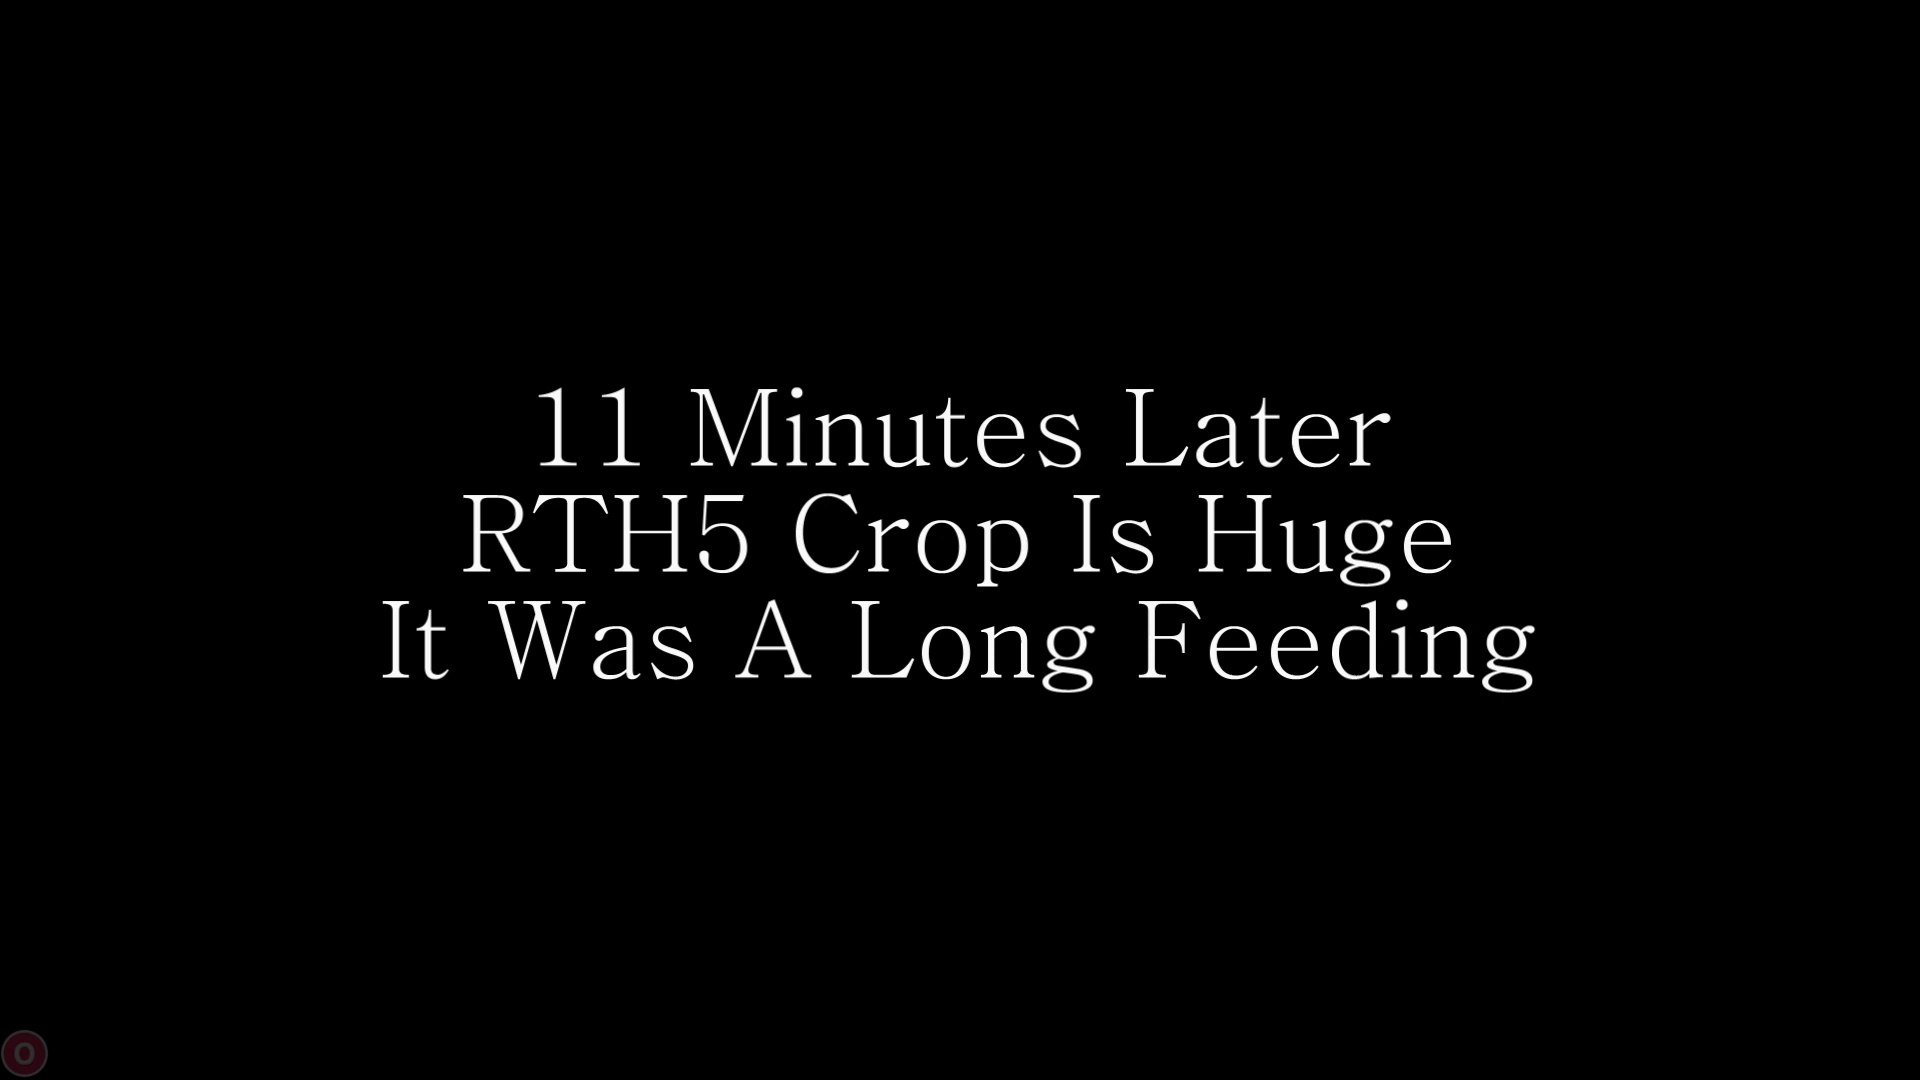 11 Minutes Later
RTH5 Crop Is Huge
It Was A Long Feeding
O